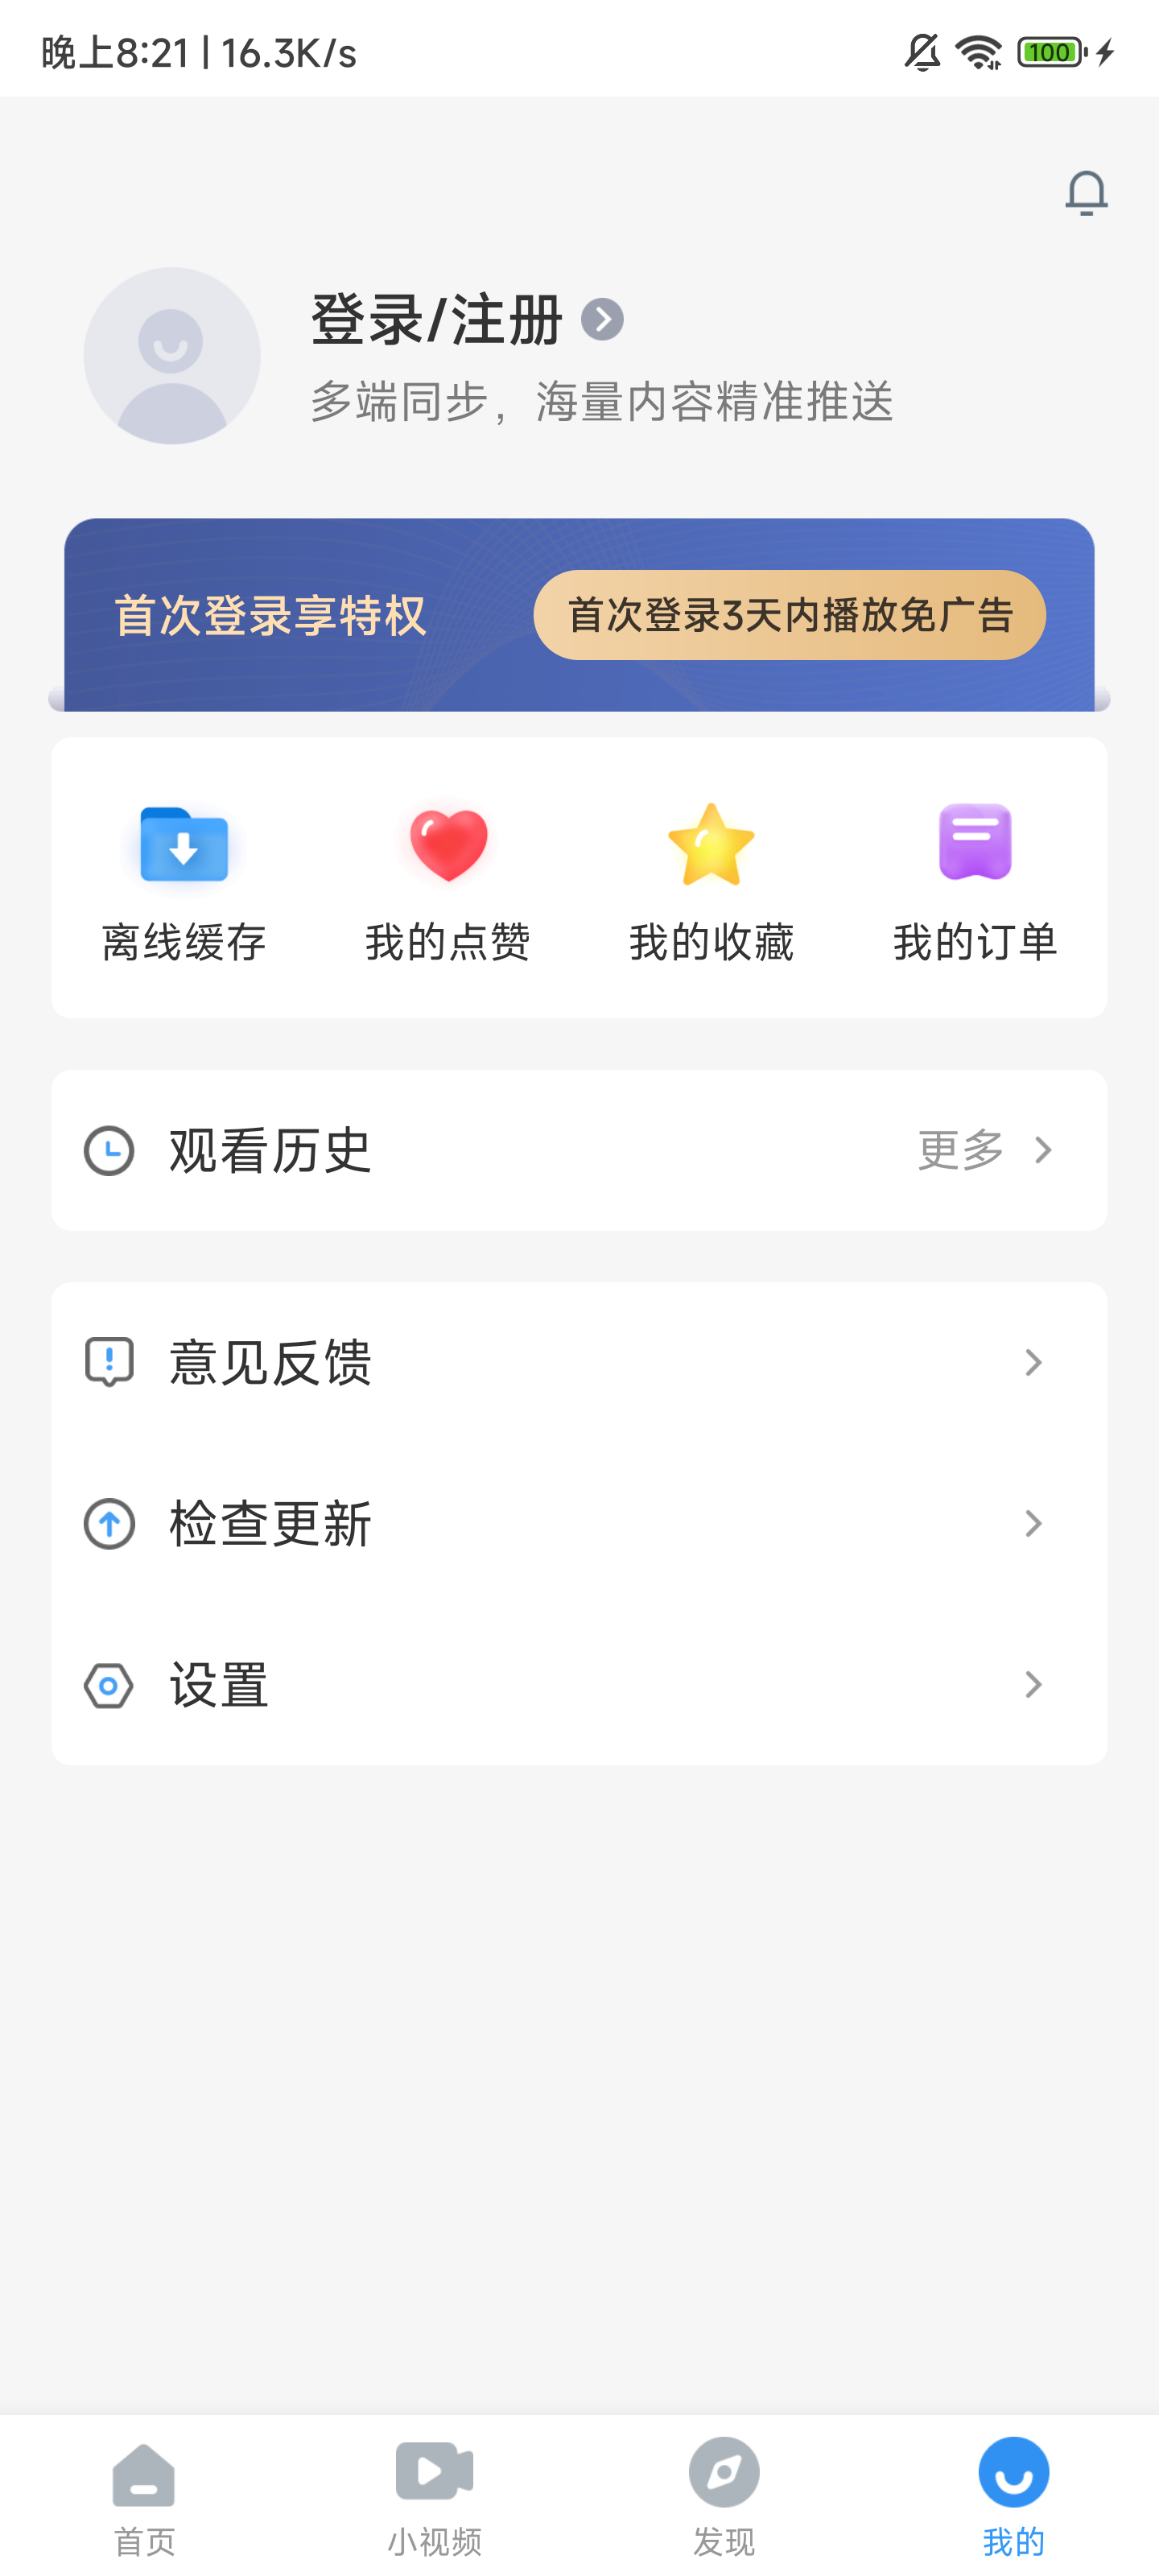 晚上8:21 | 16.3K/s
100
登录/注册
多端同步，海量内容精准推送
首次登录享特权
首次登录3天内播放免广告
离线缓存
我的点赞
我的收藏
我的订单
观看历史
更多
意见反馈
检查更新
设置
首页
小视频
发现
我的